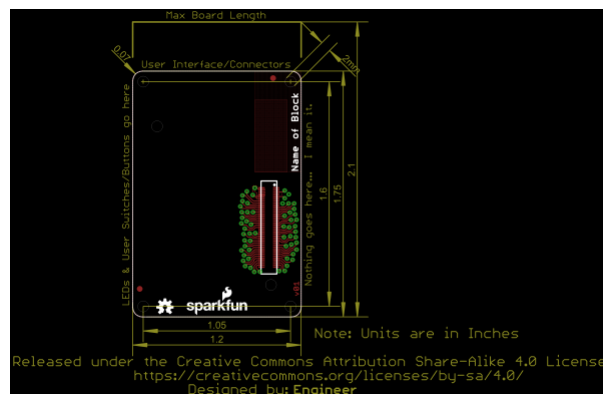 Max Board Length
0.07
2mm
User Interface/Connectors
LEDs & User Switches/Buttons go here
Name of Block
Nothing goes here... I mean it.
1.6
1.75
2.1
v01
sparkfun
1.05
1.2
Note: Units are in Inches
Released under the Creative Commons Attribution Share-Alike 4.0 License
https://creativecommons.org/licenses/by-sa/4.0/
Designed by: Engineer